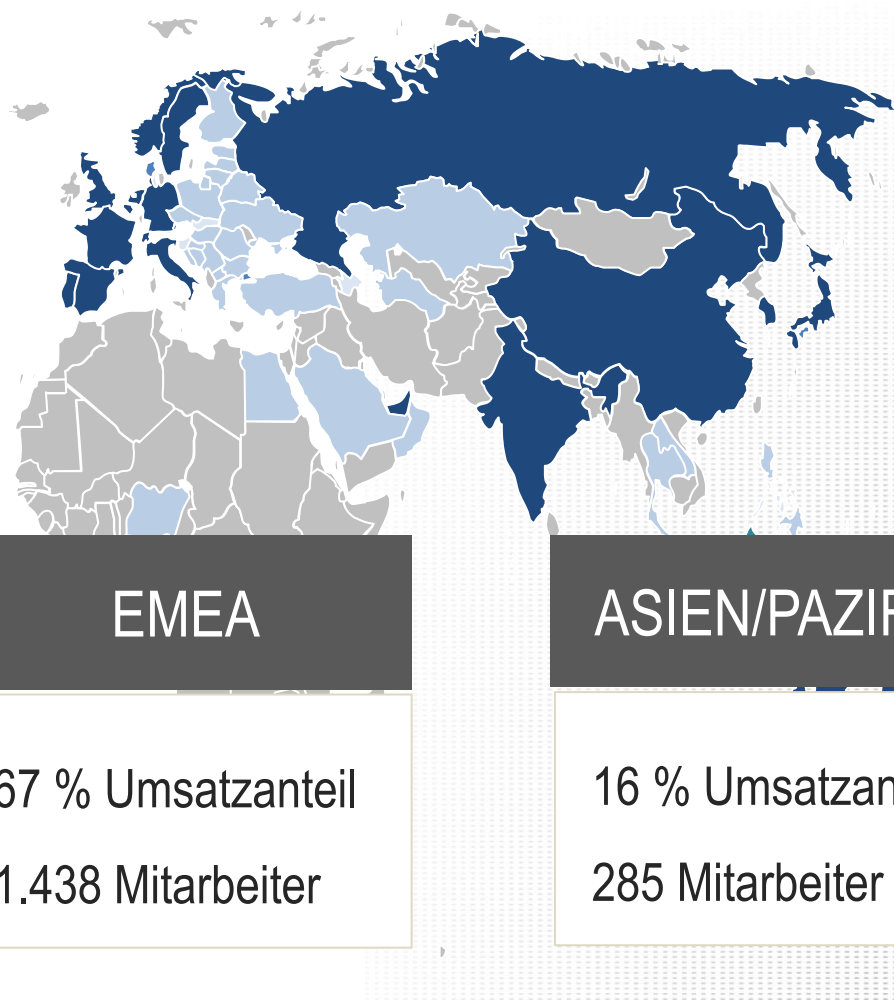 EMEA
ASIEN/PAZIF
67 % Umsatzanteil
1.438 Mitarbeiter
16 % Umsatzan
285 Mitarbeiter